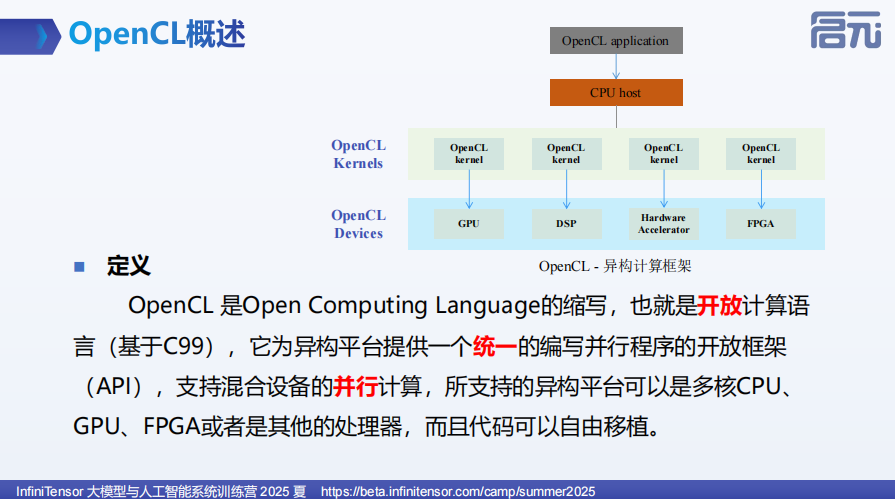 OpenCL概述
启元
OpenCL application
CPU host
OpenCL
Kernels
OpenCL
kernel
OpenCL
kernel
OpenCL
kernel
OpenCL
kernel
OpenCL
Devices
GPU
DSP
Hardware
Accelerator
FPGA
OpenCL - 异构计算框架
定义
OpenCL 是Open Computing Language的缩写，也就是开放计算语
言（基于C99），它为异构平台提供一个统一的编写并行程序的开放框架
（API），支持混合设备的并行计算，所支持的异构平台可以是多核CPU、
GPU、FPGA或者是其他的处理器，而且代码可以自由移植。
InfiniTensor 大模型与人工智能系统训练营 2025 夏 https://beta.infinitensor.com/camp/summer2025